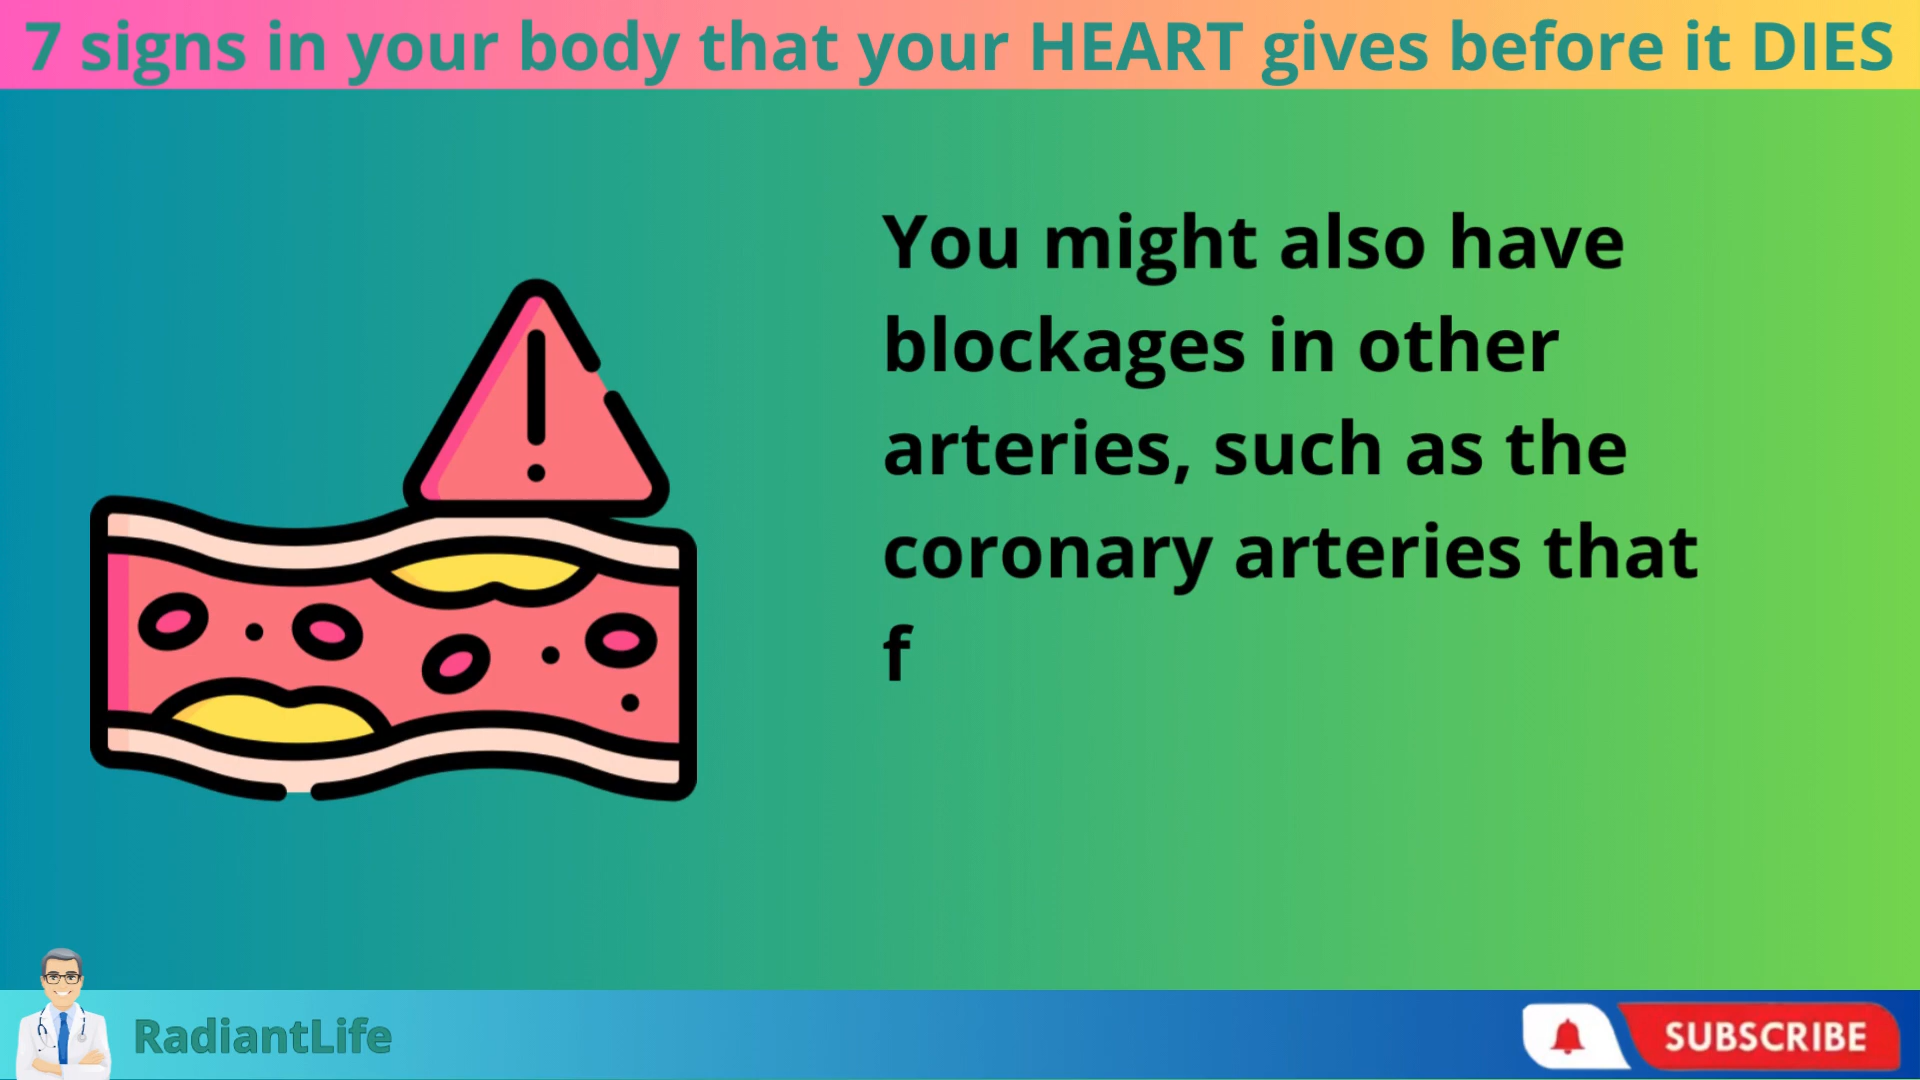 7 signs in your body that your HEART gives before it DIES
You might also have
blockages in other
arteries, such as the
coronary arteries that
f
RadiantLife
SUBSCRIBE